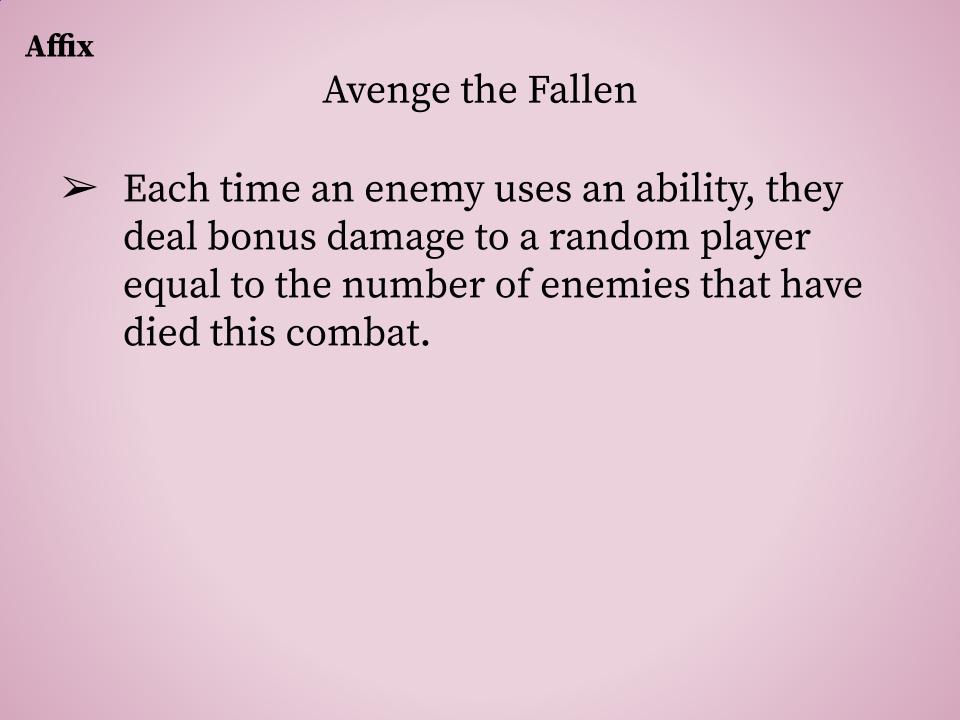 Affix
Avenge the Fallen
➢ Each time an enemy uses an ability, they
deal bonus damage to a random player
equal to the number of enemies that have
died this combat.